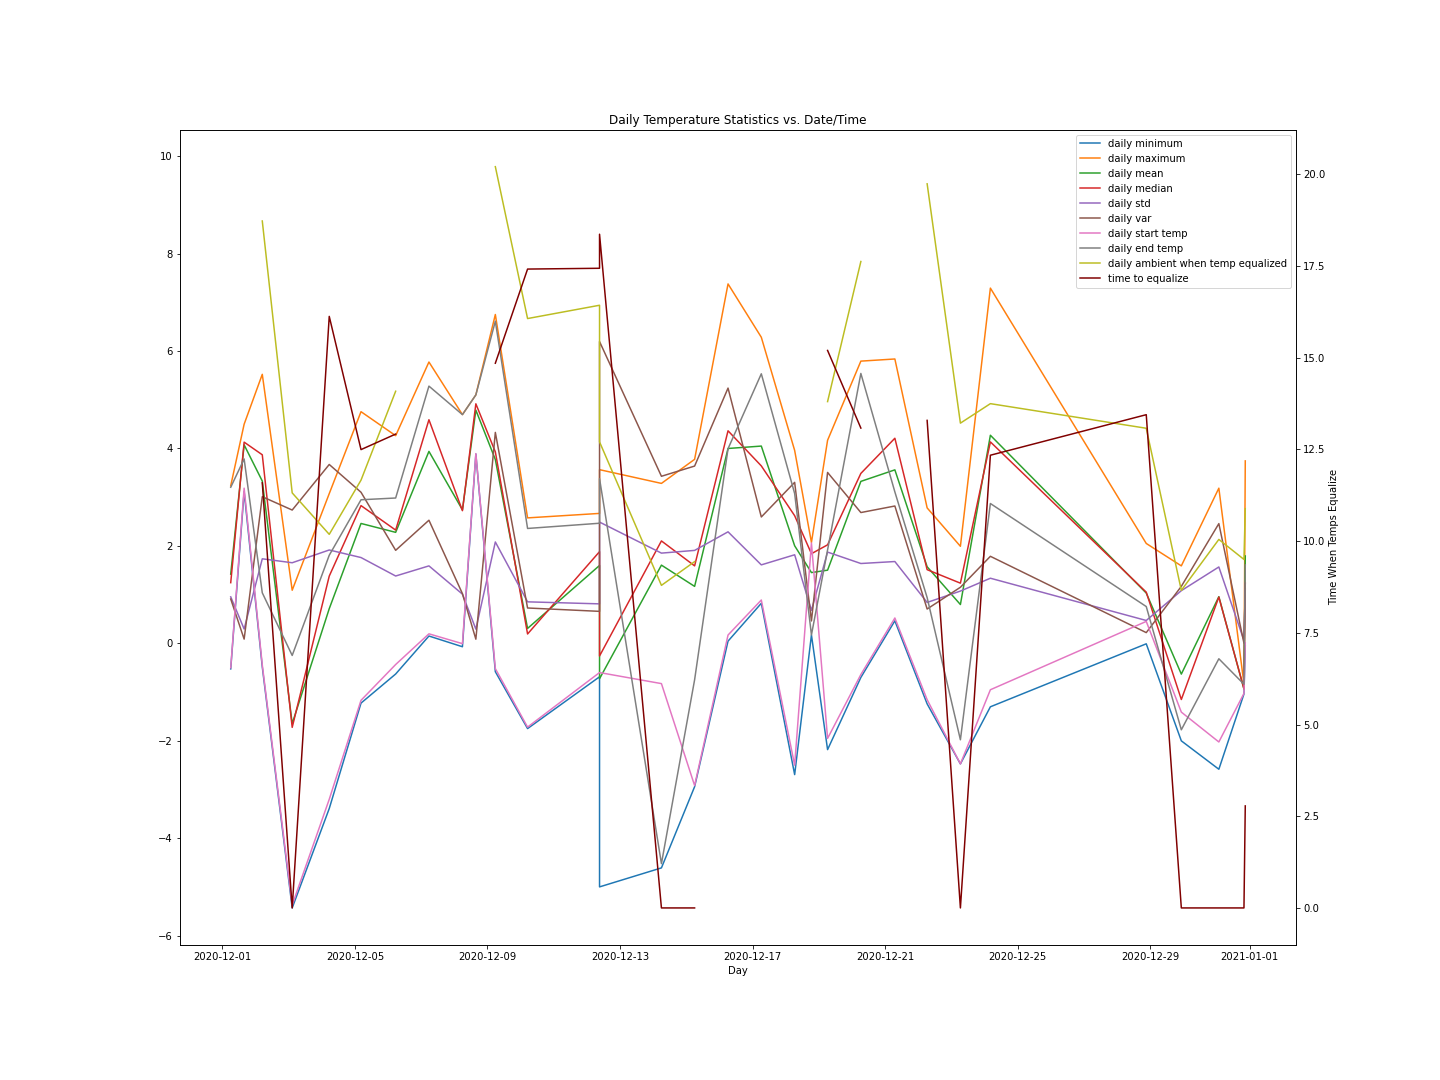 Daily Temperature Statistics vs. Date/Time
daily minimum
daily maximum
daily mean
daily median
daily std
daily var
daily start temp
daily end temp
daily ambient when temp equalized
time to equalize
10
8
6
4
2
0
−2
−4
−6
20.0
17.5
15.0
12.5
10.0
7.5
5.0
2.5
0.0
Time When Temps Equalize
2020-12-01 2020-12-05 2020-12-09 2020-12-13 2020-12-17 2020-12-21 2020-12-25 2020-12-29 2021-01-01
Day